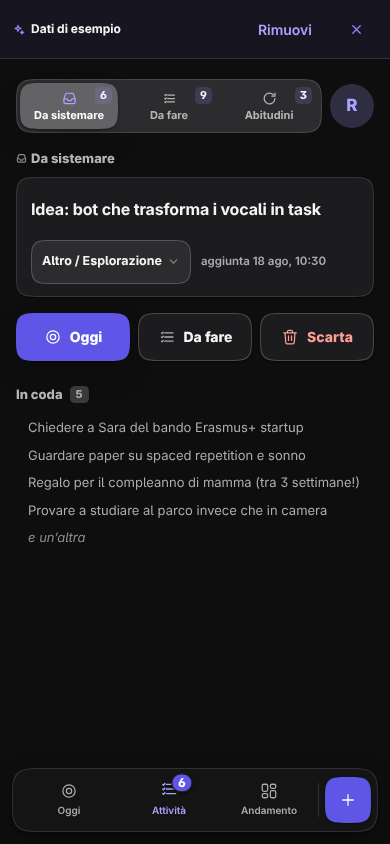 Dati di esempio
Rimuovi
6
Da sistemare
9
Da fare
3
Abitudini
R
Da sistemare
Idea: bot che trasforma i vocali in task
Altro / Esplorazione
aggiunta 18 ago, 10:30
Oggi
Da fare
Scarta
In coda 5
Chiedere a Sara del bando Erasmus+ startup
Guardare paper su spaced repetition e sonno
Regalo per il compleanno di mamma (tra 3 settimane!)
Provare a studiare al parco invece che in camera
e un'altra
Oggi
6
Attività
Andamento